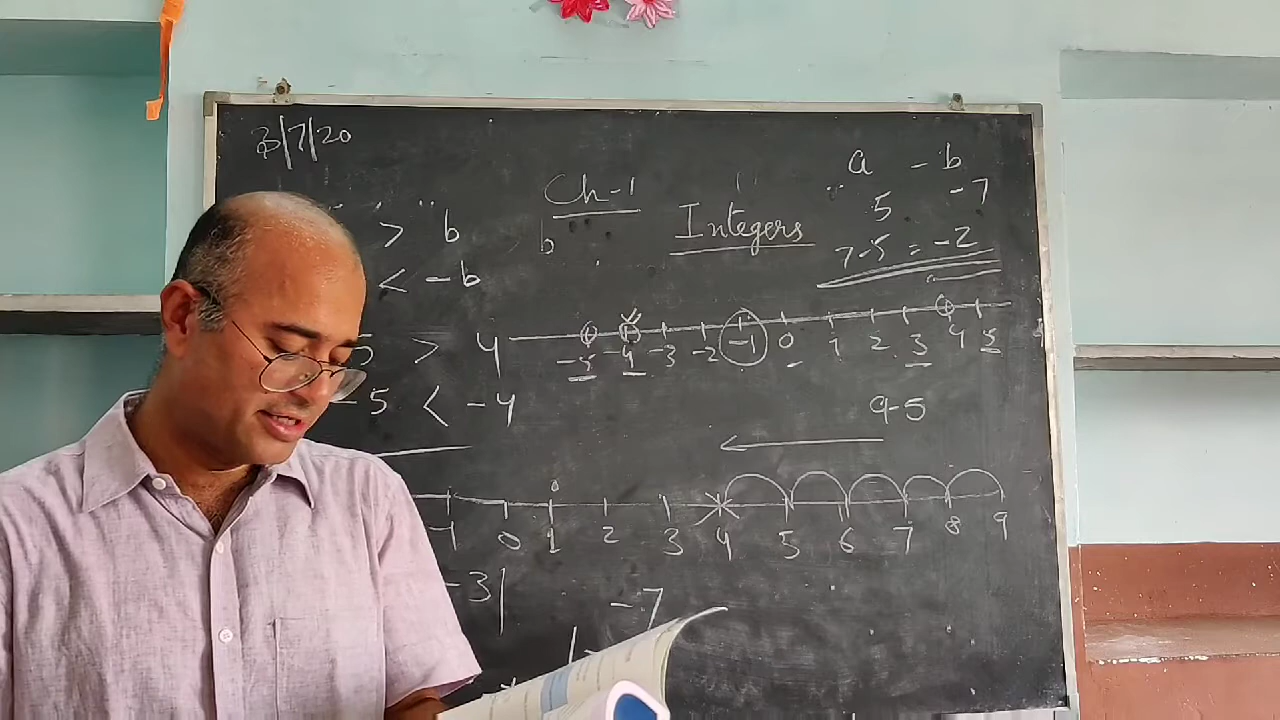 3/7/20
a - b
Ch-1
5 -7
> b
b
Integers
7-5 = -2
< -b
5 > 4
-5 -4 -3 -2 -1 0 1 2 3 4 5
-5 < -4
9-5
-1 0 1 2 3 4 5 6 7 8 9
-3|
-7